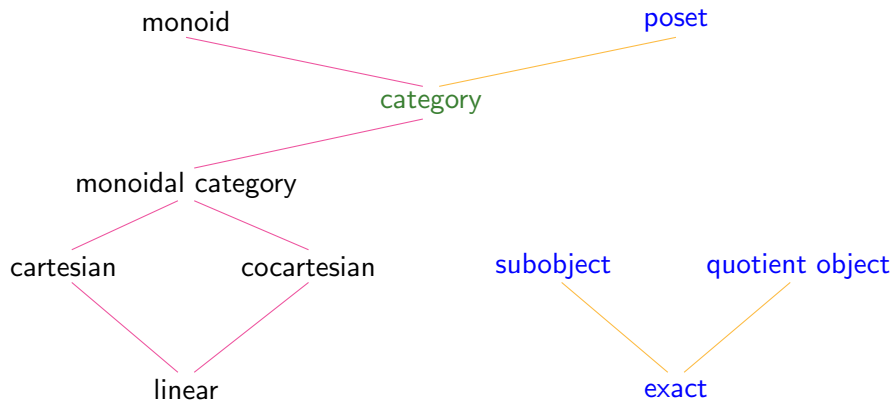 monoid
poset
category
monoidal category
cartesian
cocartesian
subobject
quotient object
linear
exact